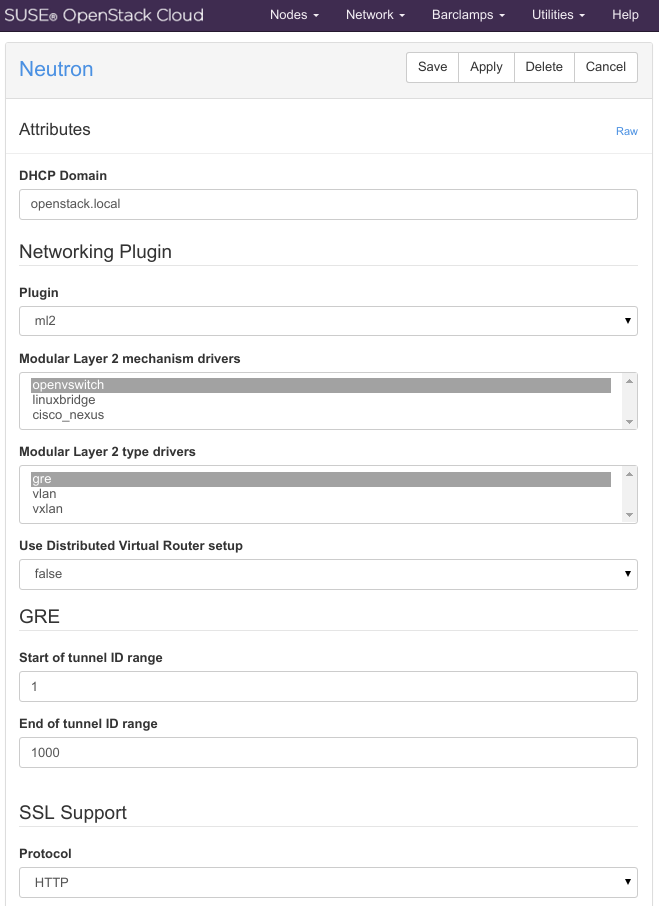 SUSE® OpenStack Cloud Nodes Network Barclamps Utilities Help
Neutron Save Apply Delete Cancel
Attributes Raw
DHCP Domain
openstack.local
Networking Plugin
Plugin
ml2
Modular Layer 2 mechanism drivers
openvswitch
linuxbridge
cisco_nexus
Modular Layer 2 type drivers
gre
vlan
vxlan
Use Distributed Virtual Router setup
false
GRE
Start of tunnel ID range
1
End of tunnel ID range
1000
SSL Support
Protocol
HTTP